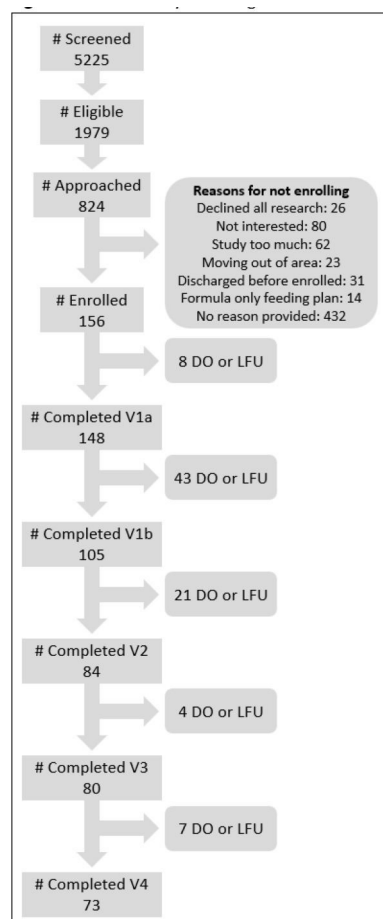 # Screened
5225
# Eligible
1979
# Approached
824
Reasons for not enrolling
Declined all research: 26
Not interested: 80
Study too much: 62
Moving out of area: 23
Discharged before enrolled: 31
Formula only feeding plan: 14
No reason provided: 432
# Enrolled
156
8 DO or LFU
# Completed V1a
148
43 DO or LFU
# Completed V1b
105
21 DO or LFU
# Completed V2
84
4 DO or LFU
# Completed V3
80
7 DO or LFU
# Completed V4
73